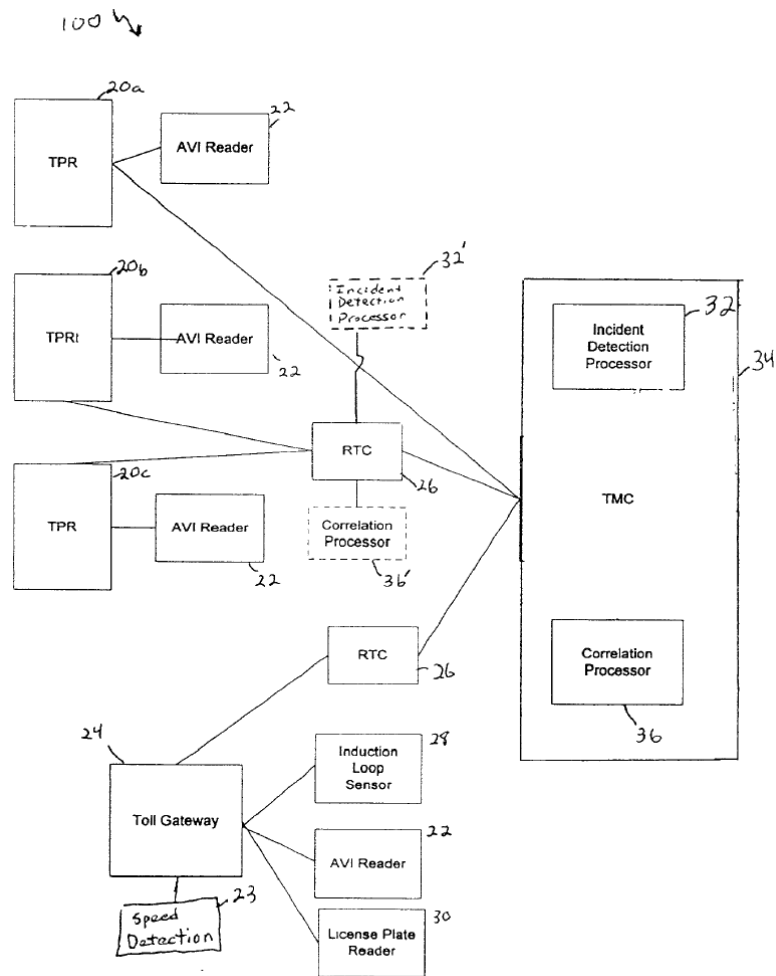 100
20a
22
TPR
AVI Reader
20b
32'
Incident
Detection
Processor
TPRI
AVI Reader
22
32
Incident
Detection
Processor
34
20c
RTC
26
TMC
TPR
AVI Reader
22
Correlation
Processor
36'
RTC
26
Correlation
Processor
36
24
28
Induction
Loop
Sensor
Toll Gateway
22
AVI Reader
23
Speed
Detection
30
License Plate
Reader